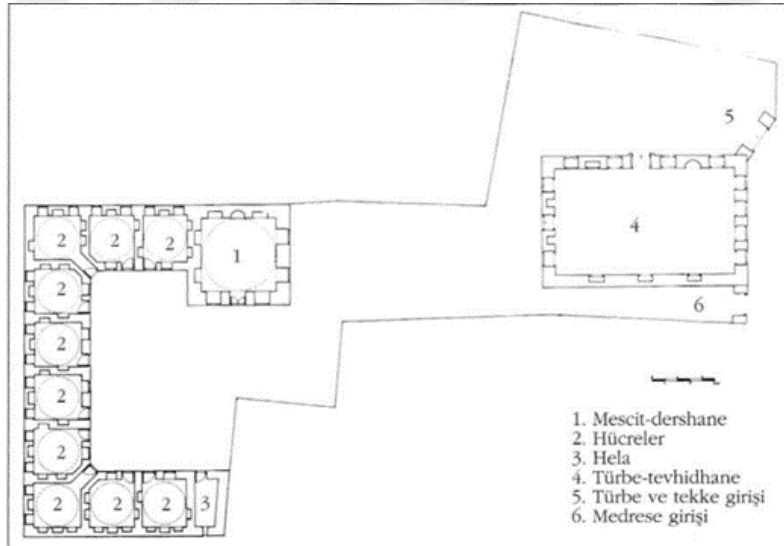 5
2 2 2
1
4
2
6
2
2
2
2 2 2 3
1. Mescit-dershane
2. Hücreler
3. Hela
4. Türbe-tevhidhane
5. Türbe ve tekke girişi
6. Medrese girişi